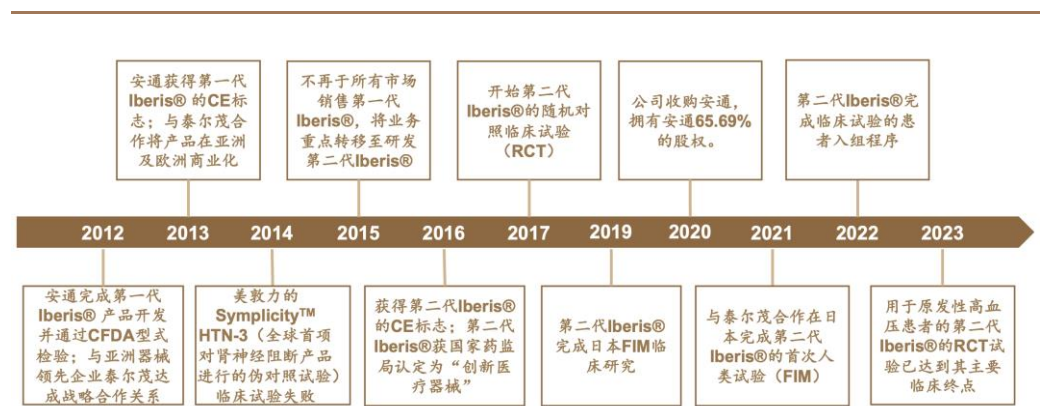 安通获得第一代
Iberis® 的CE标
志；与泰尔茂合
作将产品在亚洲
及欧洲商业化
不再于所有市场
销售第一代
Iberis®，将业务
重点转移至研发
第二代Iberis®
开始第二代
Iberis®的随机对
照临床试验
（RCT）
公司收购安通，
拥有安通65.69%
的股权。
第二代Iberis®完
成临床试验的患
者入组程序
2012 2013 2014 2015 2016 2017 2019 2020 2021 2022 2023
安通完成第一代
Iberis® 产品开发
并通过CFDA型式
检验；与亚洲器械
领先企业泰尔茂达
成战略合作关系
美敦力的
Symplicity™
HTN-3（全球首项
对肾神经阻断产品
进行的伪对照试验）
临床试验失败
获得第二代Iberis®
的CE标志；第二代
Iberis®获国家药监
局认定为“创新医
疗器械”
第二代Iberis®
完成日本FIM临
床研究
与泰尔茂合作在日
本完成第二代
Iberis®的首次人
类试验（FIM）
用于原发性高血
压患者的第二代
Iberis®的RCT试
验已达到其主要
临床终点